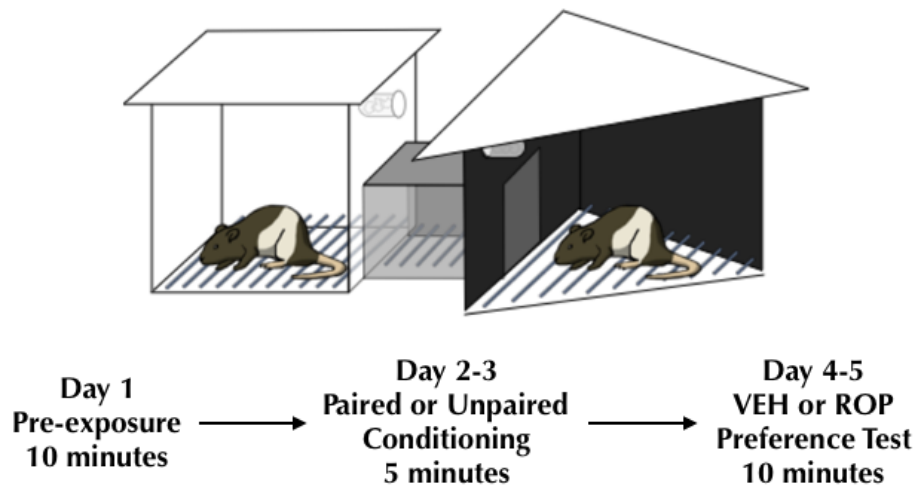 Day 1
Pre-exposure
10 minutes
Day 2-3
Paired or Unpaired
Conditioning
5 minutes
Day 4-5
VEH or ROP
Preference Test
10 minutes